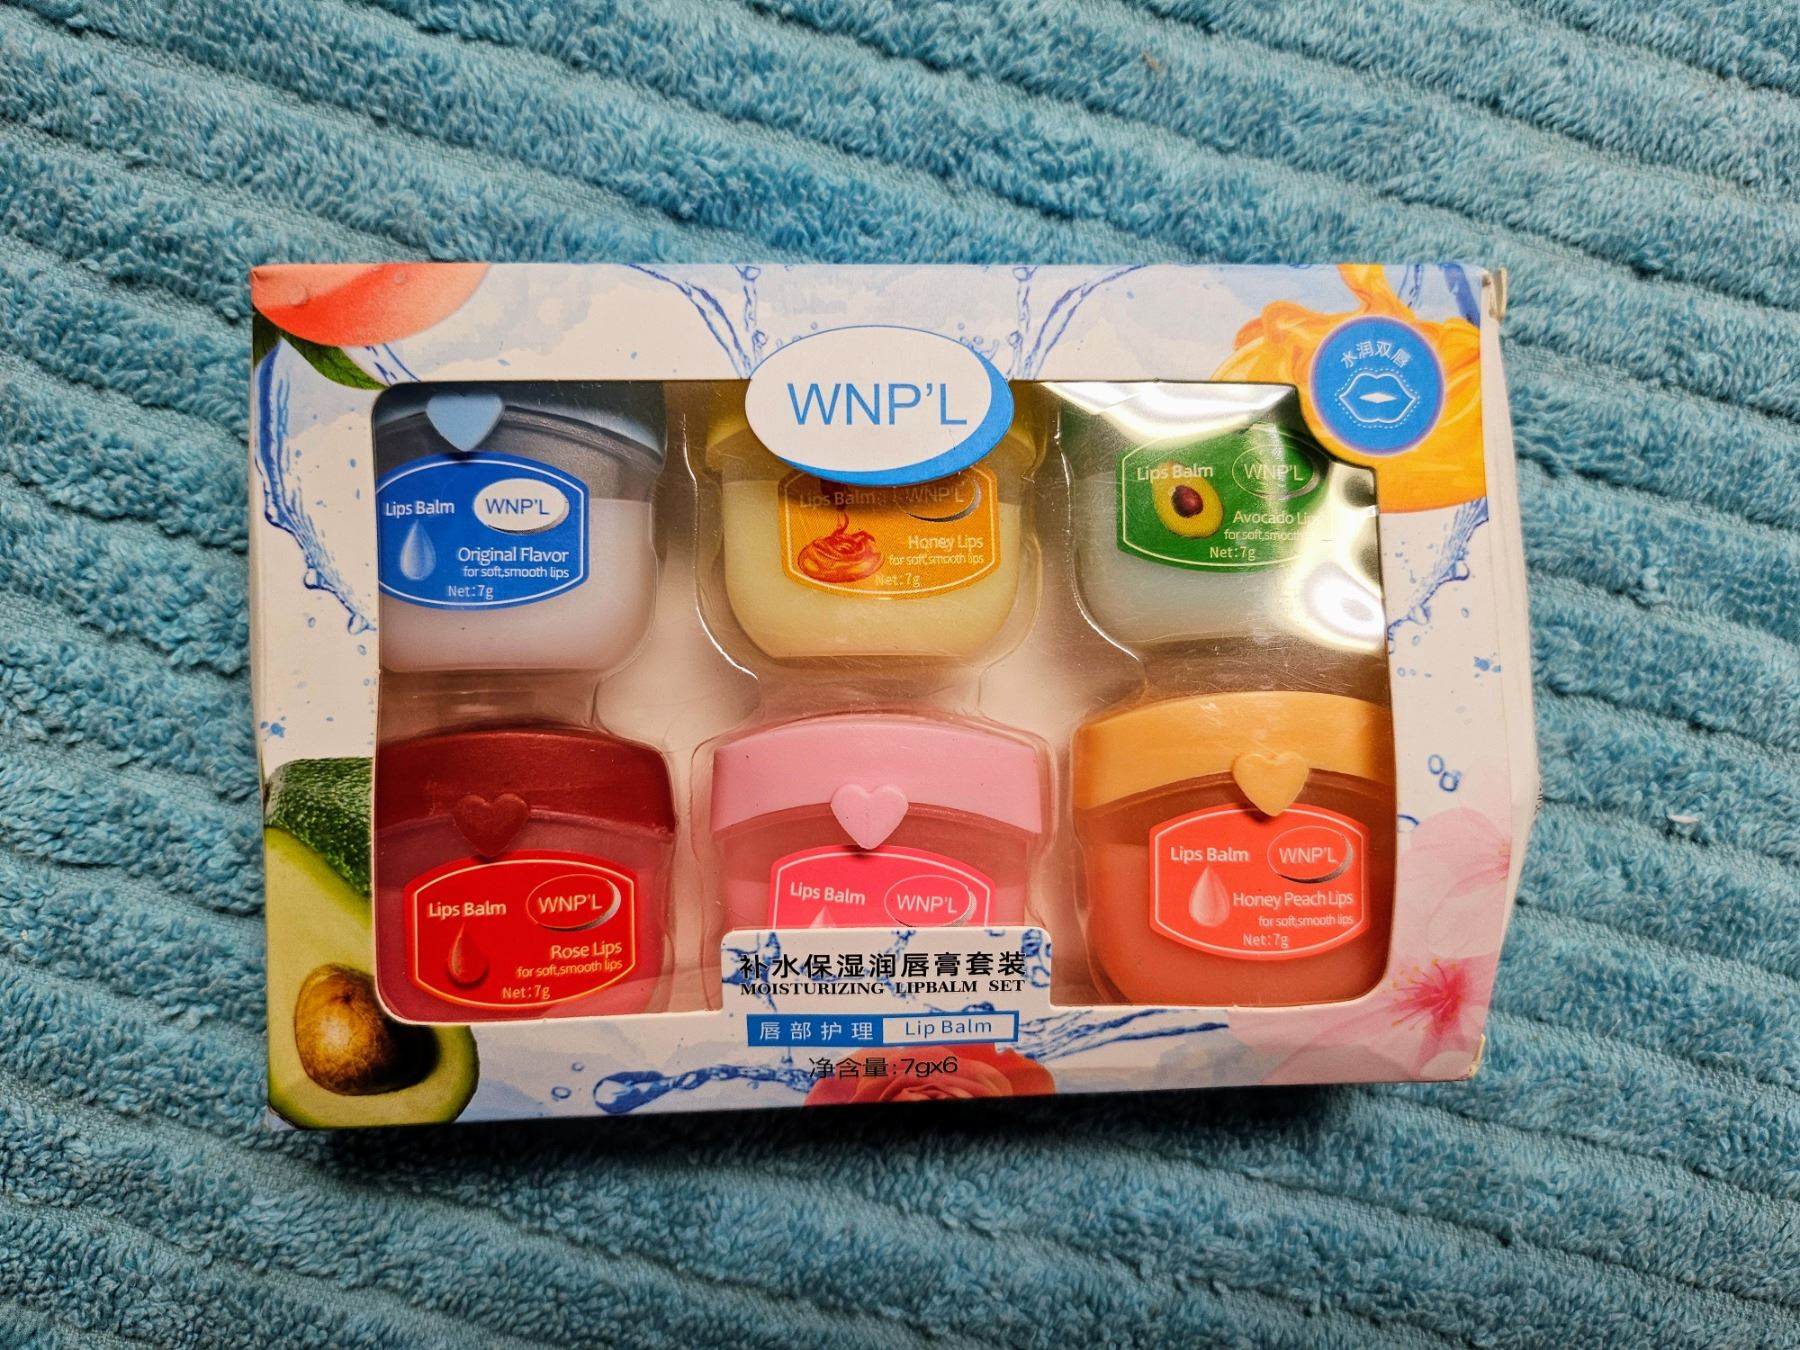 WNP'L
水润双唇
Lips Balm WNP'L
Original Flavor
for soft,smooth lips
Net:7g
Lips Balm WNP'L
Honey Lips
for soft,smooth lips
Net:7g
Lips Balm WNP'L
Avocado
for soft,smooth
Net:7g
Lips Balm WNP'L
Rose Lips
for soft,smooth lips
Net:7g
Lips Balm WNP'L
Lips Balm WNP'L
Honey Peach Lips
for soft,smooth lips
Net:7g
补水保湿润唇膏套装
MOISTURIZING LIPBALM SET
唇部护理 Lip Balm
净含量:7gx6